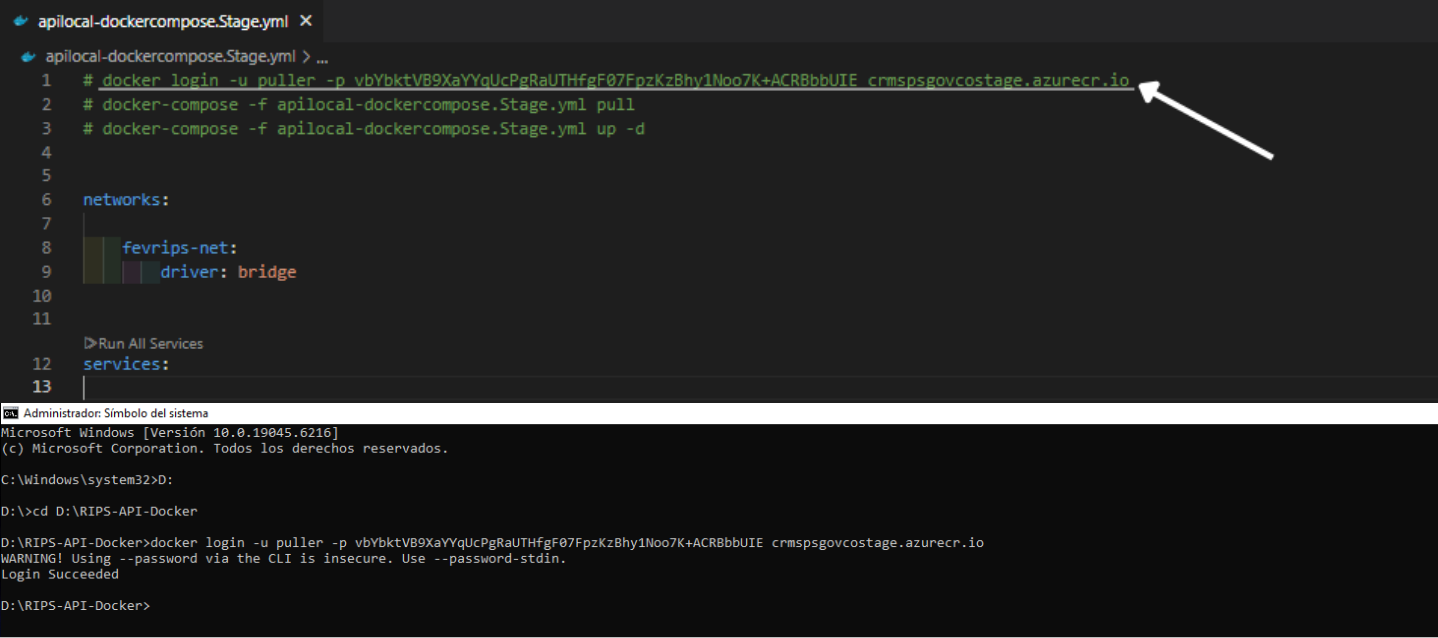 apilocal-dockercompose.Stage.yml ×
apilocal-dockercompose.Stage.yml > ...
1 # docker login -u puller -p vbYbktVB9XaYYqUcPgRaUTHfgF07FpzKzBhy1Noo7K+ACRBbbUIE crmspsgovcostage.azurecr.io
2 # docker-compose -f apilocal-dockercompose.Stage.yml pull
3 # docker-compose -f apilocal-dockercompose.Stage.yml up -d
4
5
6 networks:
7
8 fevrips-net:
9 driver: bridge
10
11
Run All Services
12 services:
13
Administrador: Símbolo del sistema
Microsoft Windows [Versión 10.0.19045.6216]
(c) Microsoft Corporation. Todos los derechos reservados.
C:\Windows\system32>D:
D:\>cd D:\RIPS-API-Docker
D:\RIPS-API-Docker>docker login -u puller -p vbYbktVB9XaYYqUcPgRaUTHfgF07FpzKzBhy1Noo7K+ACRBbbUIE crmspsgovcostage.azurecr.io
WARNING! Using --password via the CLI is insecure. Use --password-stdin.
Login Succeeded
D:\RIPS-API-Docker>